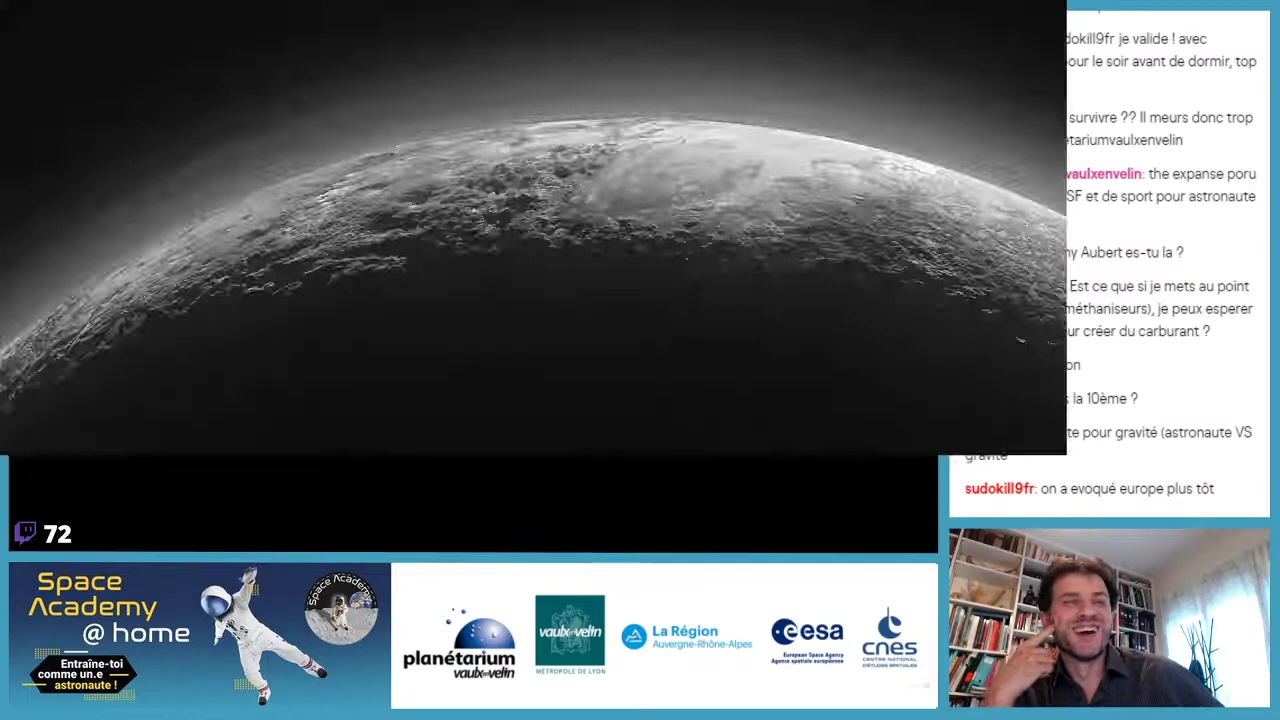 dokill9fr je valide ! avec
our le soir avant de dormir, top
survivre ?? Il meurs donc trop
etariumvaulxenvelin
vaulxenvelin: the expanse poru
SF et de sport pour astronaute
ny Aubert es-tu la ?
Est ce que si je mets au point
méthaniseurs), je peux esperer
ur créer du carburant ?
on
s la 10ème ?
te pour gravité (astronaute VS
gravité
sudokill9fr: on a evoqué europe plus tôt
72
Space
Academy
@ home
Entraîne-toi
comme un.e
astronaute !
Space Academy
planétarium
vaulx en velin
vaulx en velin
MÉTROPOLE DE LYON
La Région
Auvergne-Rhône-Alpes
esa
European Space Agency
Agence spatiale européenne
cnes
CENTRE NATIONAL
D'ÉTUDES SPATIALES